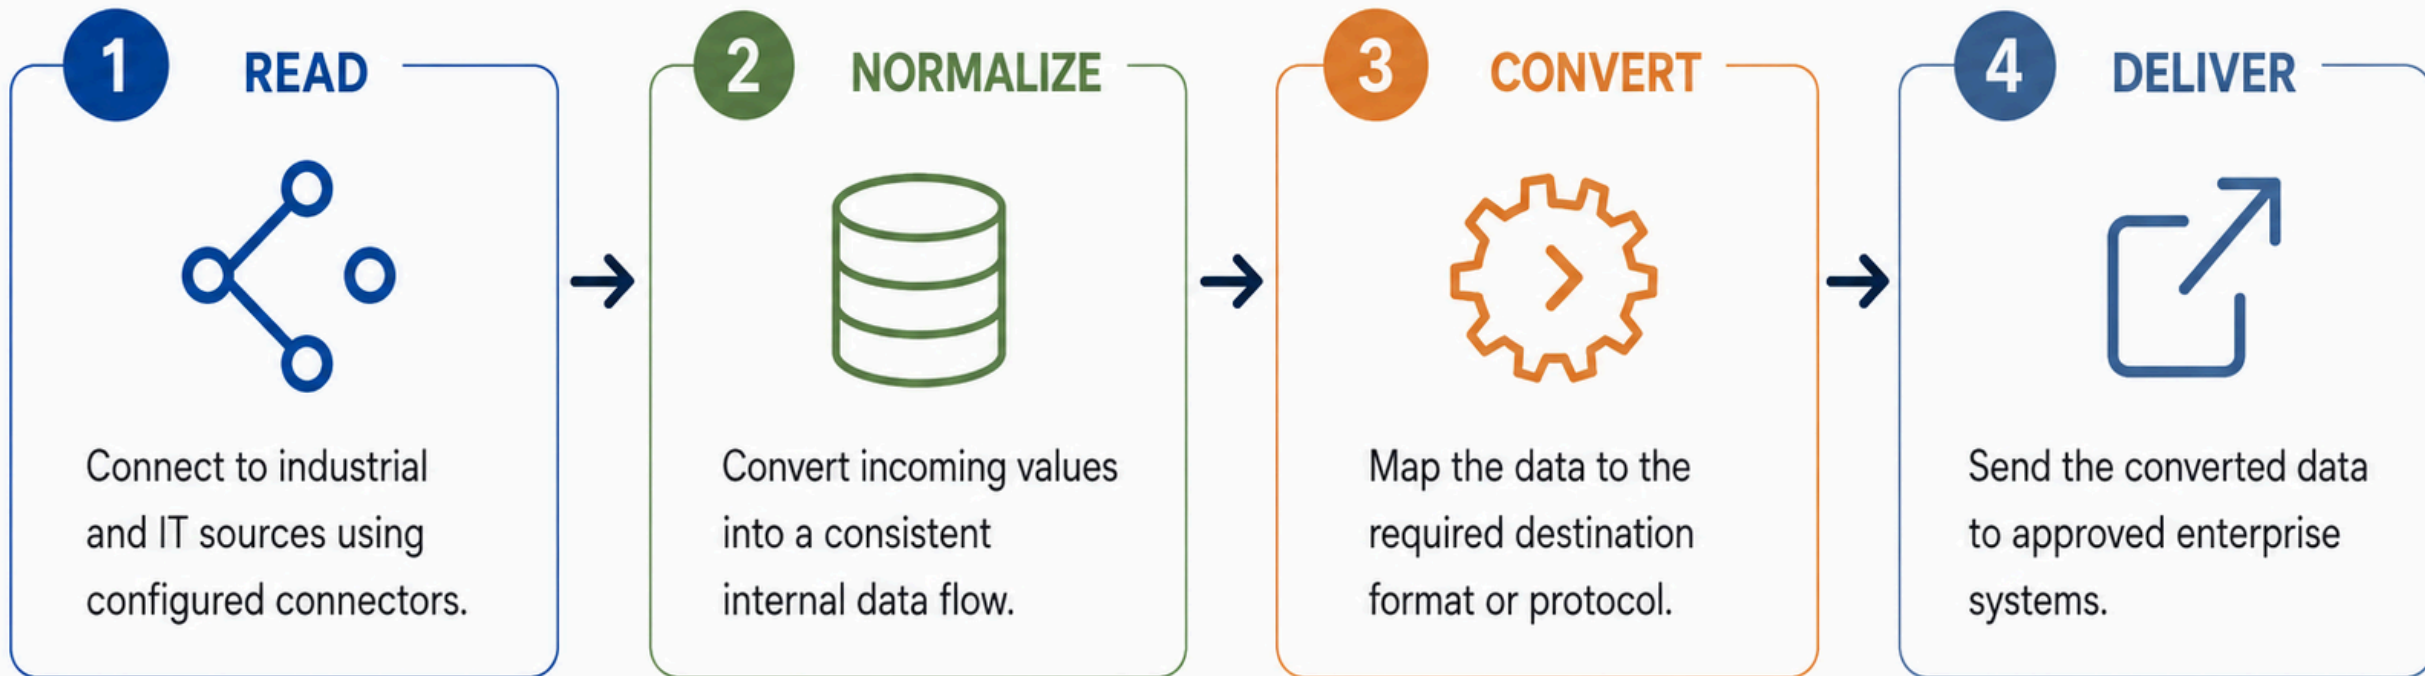 1
READ
Connect to industrial
and IT sources using
configured connectors.
2
NORMALIZE
Convert incoming values
into a consistent
internal data flow.
3
CONVERT
Map the data to the
required destination
format or protocol.
4
DELIVER
Send the converted data
to approved enterprise
systems.